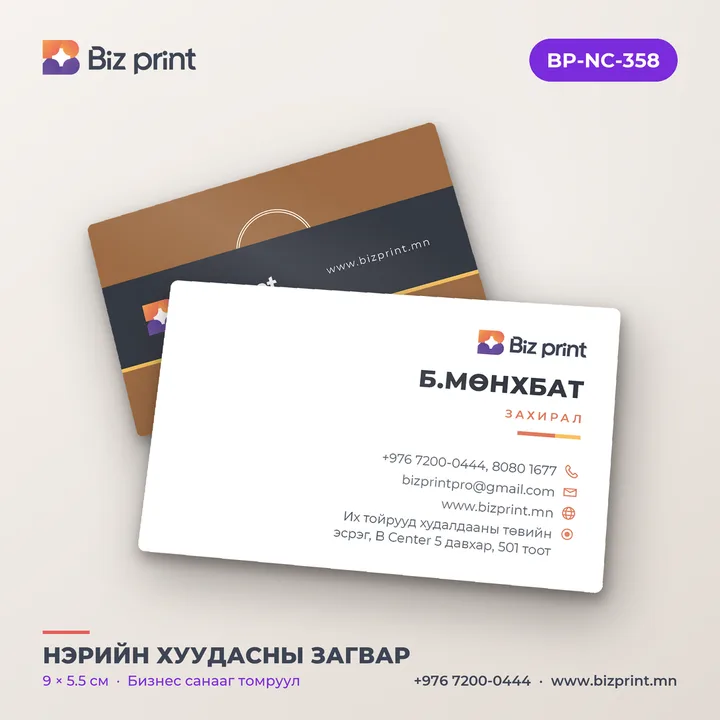 Biz print
BP-NC-358
www.bizprint.mn
Biz print
Б.МӨНХБАТ
ЗАХИРАЛ
+976 7200-0444, 8080 1677
bizprintpro@gmail.com
www.bizprint.mn
Их тойрууд худалдааны төвийн
эсрэг, B Center 5 давхар, 501 тоот
НЭРИЙН ХУУДАСНЫ ЗАГВАР
9 × 5.5 см · Бизнес санааг томруул
+976 7200-0444 · www.bizprint.mn